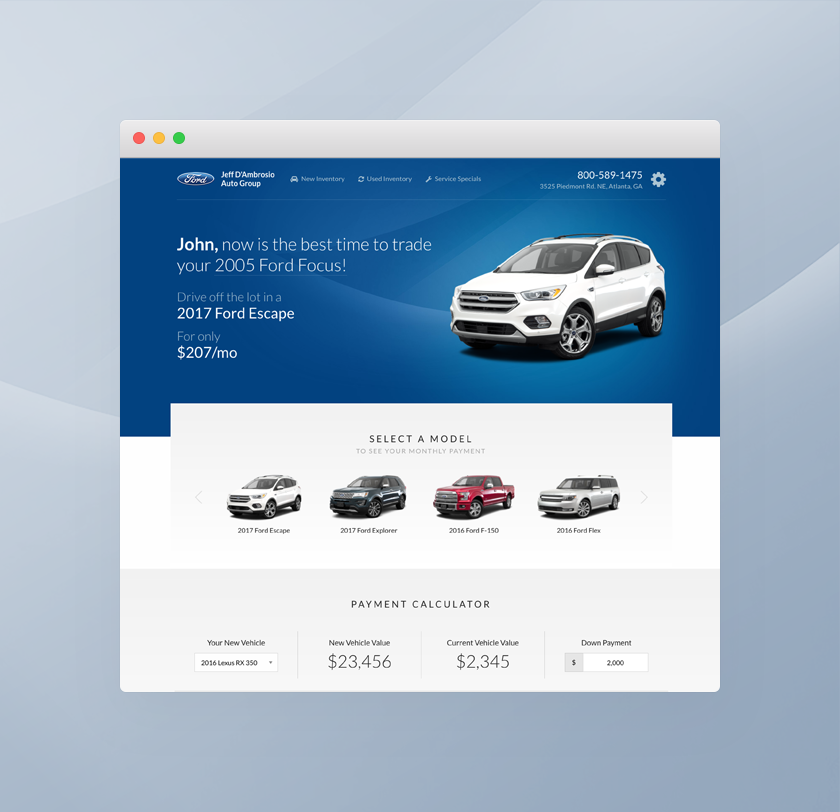 Ford
Jeff D'Ambrosio
Auto Group
New Inventory
Used Inventory
Service Specials
800-589-1475
3525 Piedmont Rd. NE, Atlanta, GA
John, now is the best time to trade
your 2005 Ford Focus!
Drive off the lot in a
2017 Ford Escape
For only
$207/mo
SELECT A MODEL
TO SEE YOUR MONTHLY PAYMENT
2017 Ford Escape
2017 Ford Explorer
2016 Ford F-150
2016 Ford Flex
PAYMENT CALCULATOR
Your New Vehicle
2016 Lexus RX 350
New Vehicle Value
$23,456
Current Vehicle Value
$2,345
Down Payment
$ 2,000